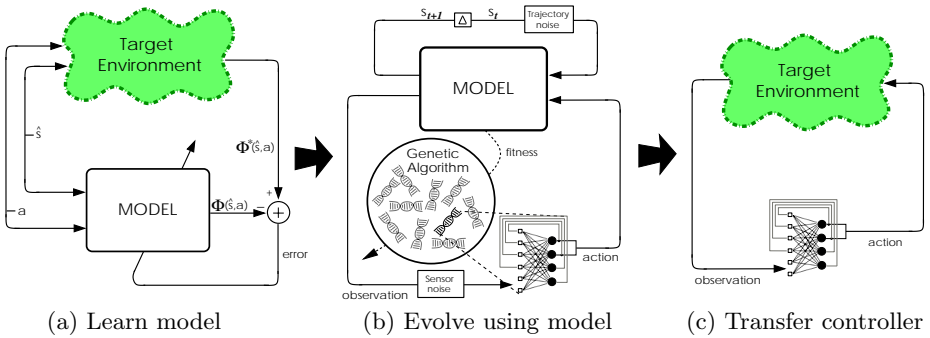 Target
Environment
ŝ
a
MODEL
Φ*(ŝ,a)
Φ(ŝ,a)
+
−
+
error
(a) Learn model
S_{t+1}
Δ
S_t
Trajectory
noise
MODEL
Genetic
Algorithm
fitness
action
observation
Sensor
noise
(b) Evolve using model
Target
Environment
action
observation
(c) Transfer controller